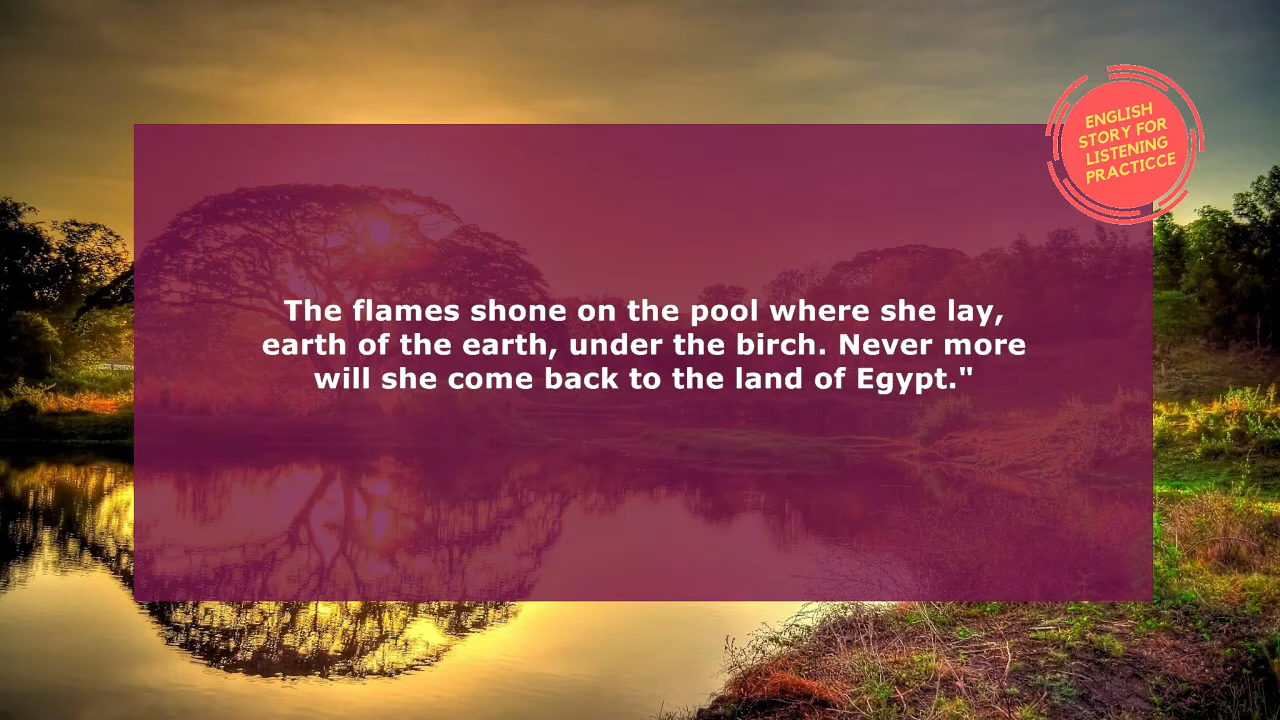 ENGLISH
STORY FOR
LISTENING
PRACTICCE
The flames shone on the pool where she lay,
earth of the earth, under the birch. Never more
will she come back to the land of Egypt."